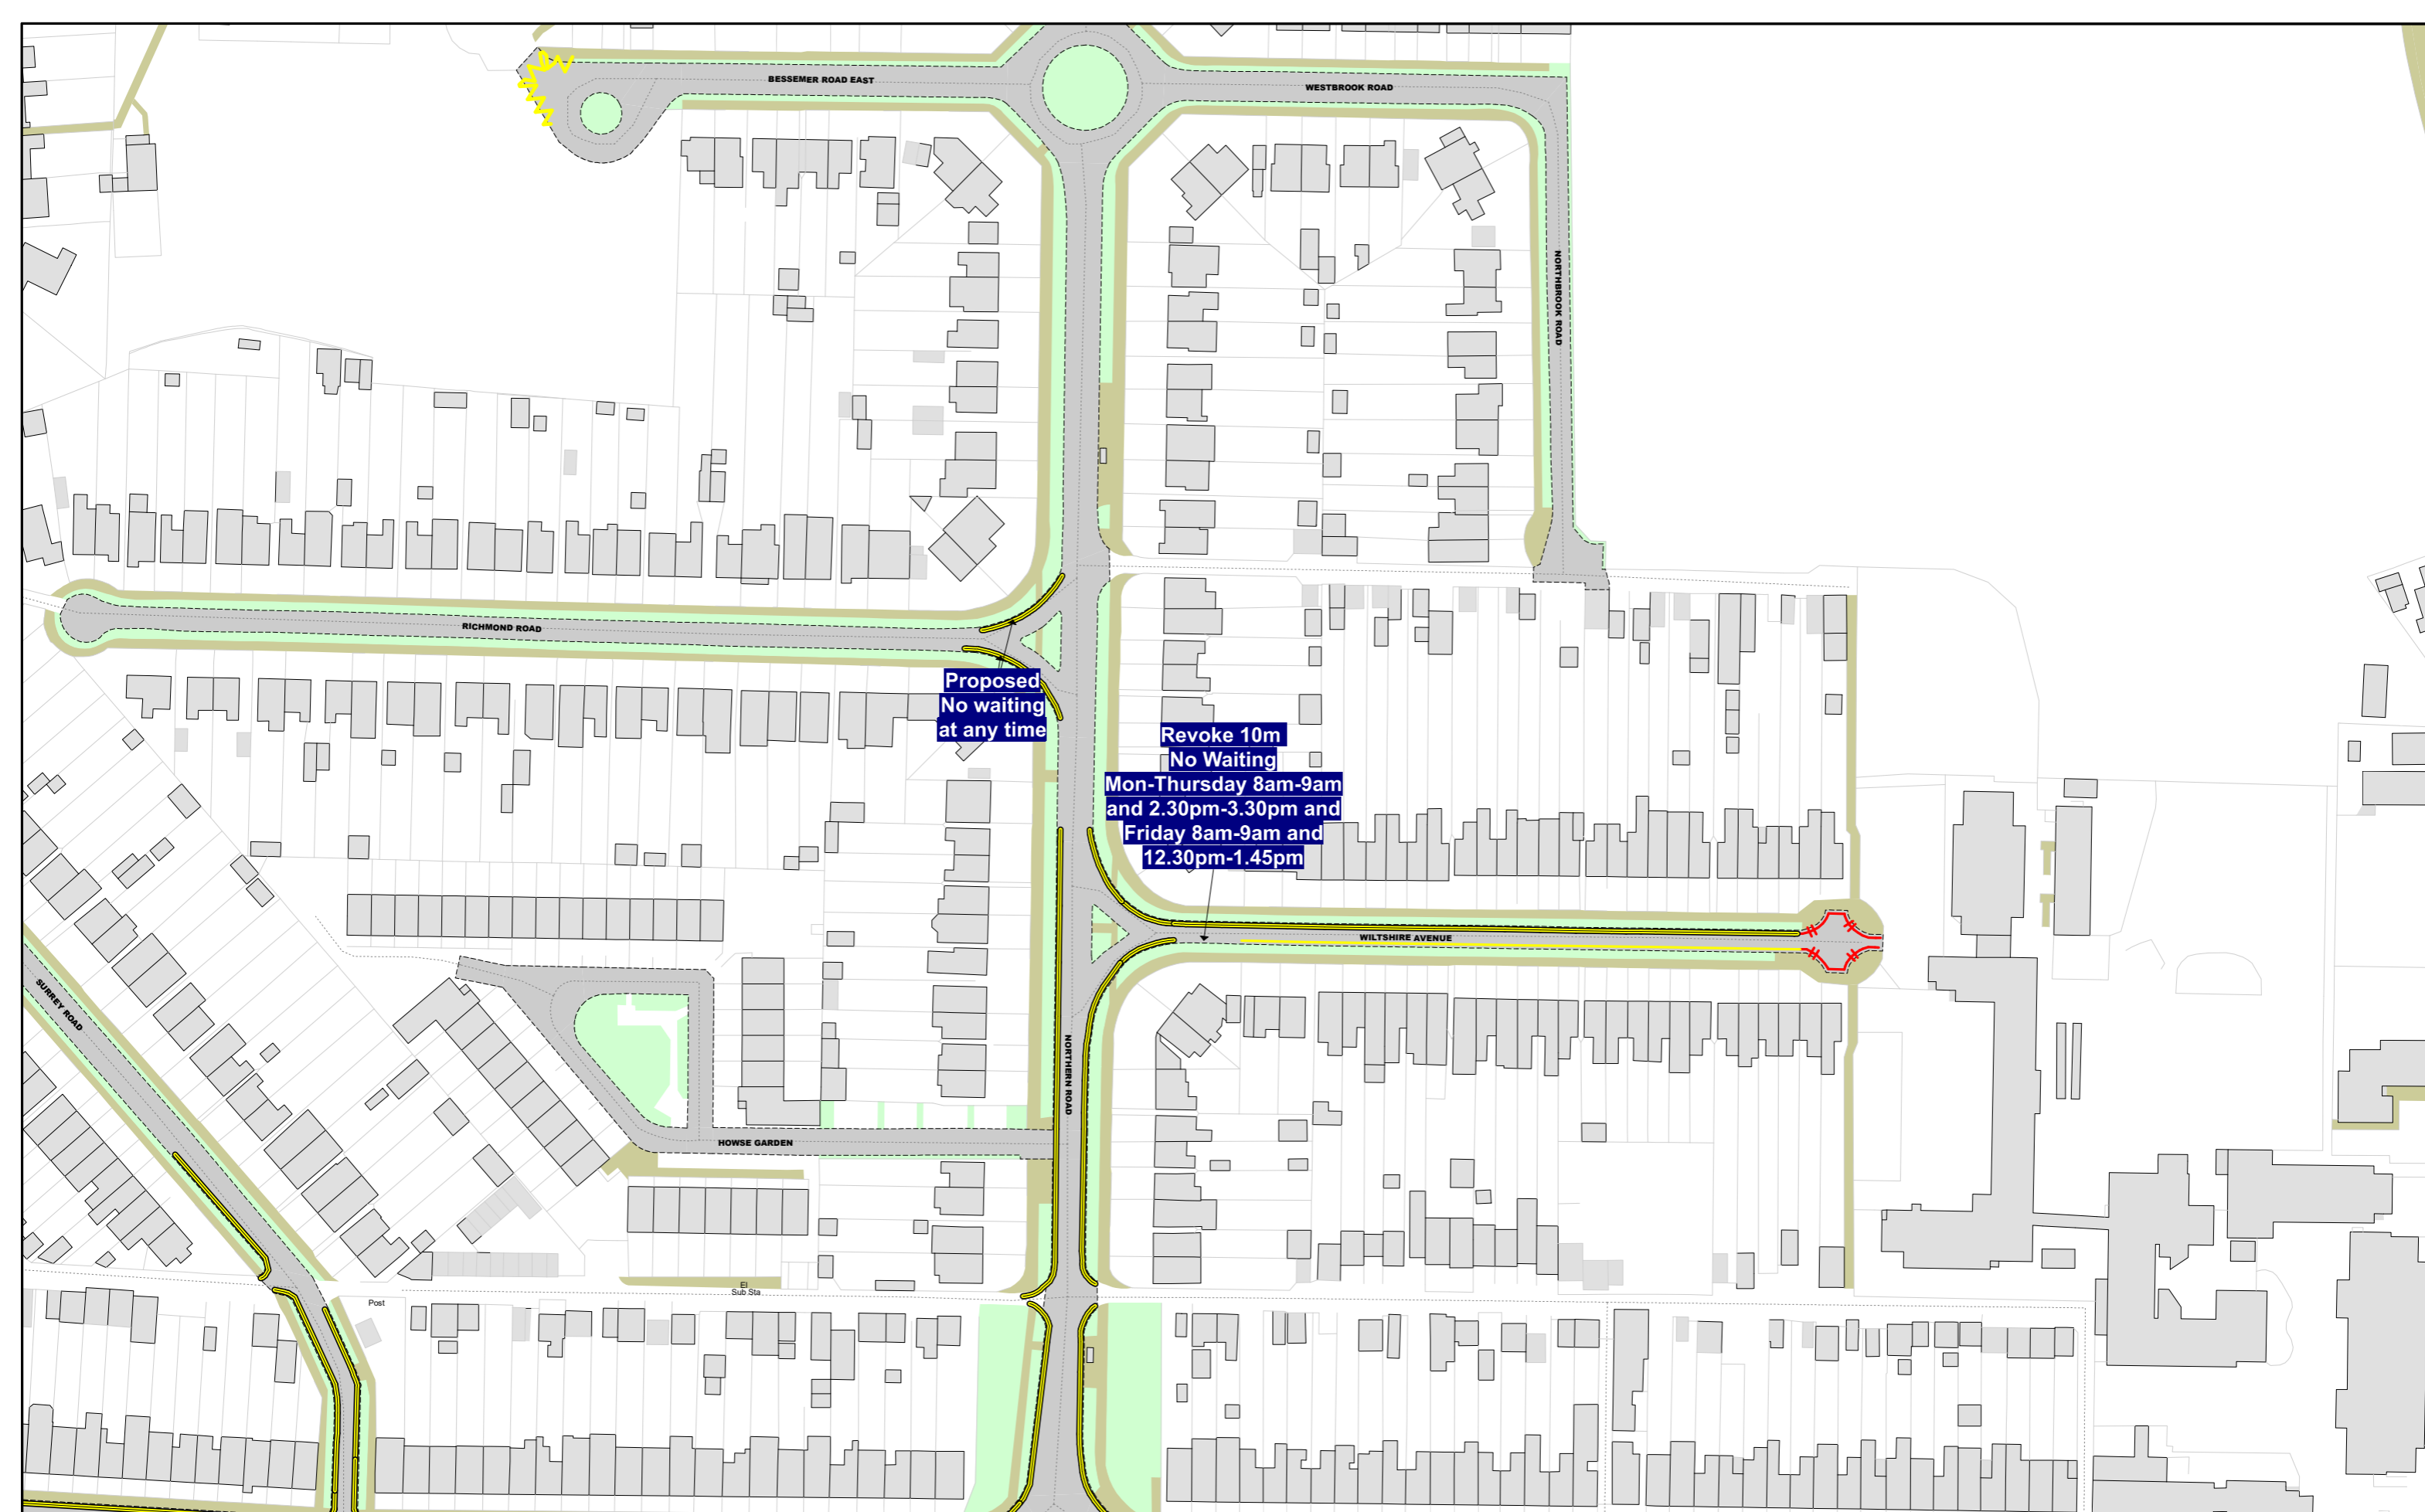 BESSEMER ROAD EAST
WESTBROOK ROAD
NORTHBROOK ROAD
RICHMOND ROAD
Proposed
No waiting
at any time
Revoke 10m
No Waiting
Mon-Thursday 8am-9am
and 2.30pm-3.30pm and
Friday 8am-9am and
12.30pm-1.45pm
WILTSHIRE AVENUE
SURREY ROAD
NORTHERN ROAD
HOWSE GARDEN
El
Sub Sta
Post